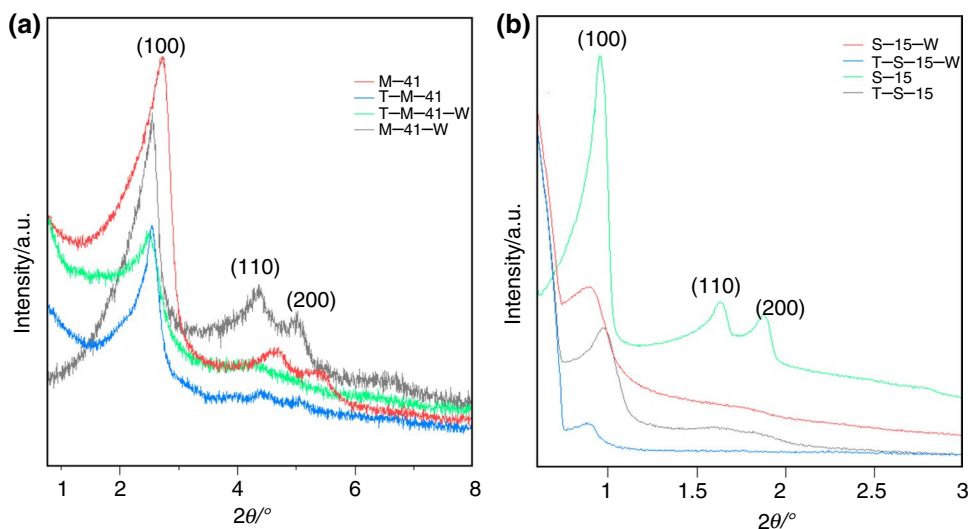 (a)
(100)
M–41
T–M–41
T–M–41–W
M–41–W
(110)
(200)
Intensity/a.u.
1 2 4 6 8
2θ/°
(b)
(100)
S–15–W
T–S–15–W
S–15
T–S–15
(110)
(200)
Intensity/a.u.
1 1.5 2 2.5 3
2θ/°